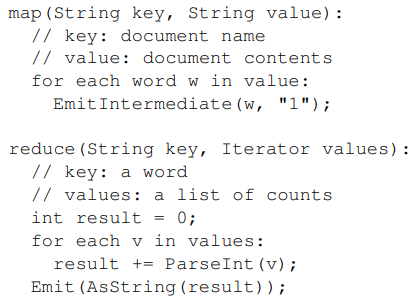 map(String key, String value):
  // key: document name
  // value: document contents
  for each word w in value:
    EmitIntermediate(w, "1");

reduce(String key, Iterator values):
  // key: a word
  // values: a list of counts
  int result = 0;
  for each v in values:
    result += ParseInt(v);
  Emit(AsString(result));